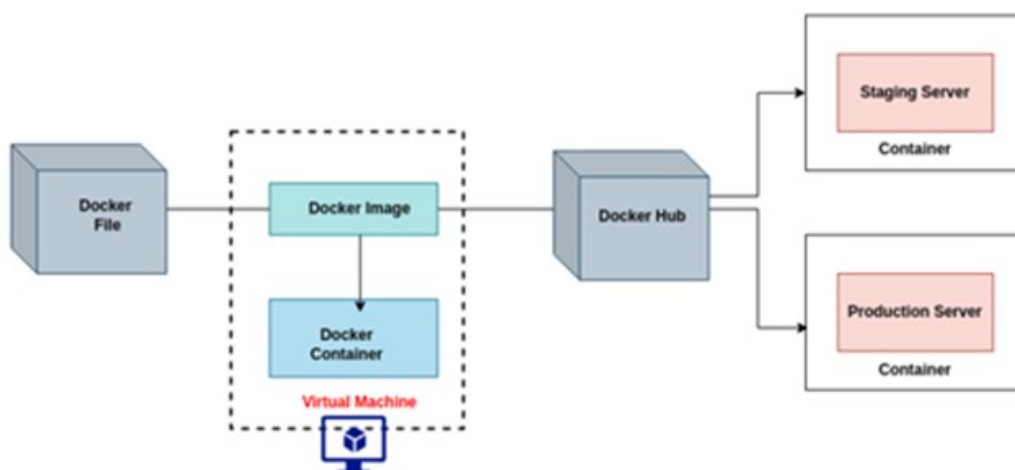 Docker
File
Docker Image
Docker
Container
Virtual Machine
Docker Hub
Staging Server
Container
Production Server
Container